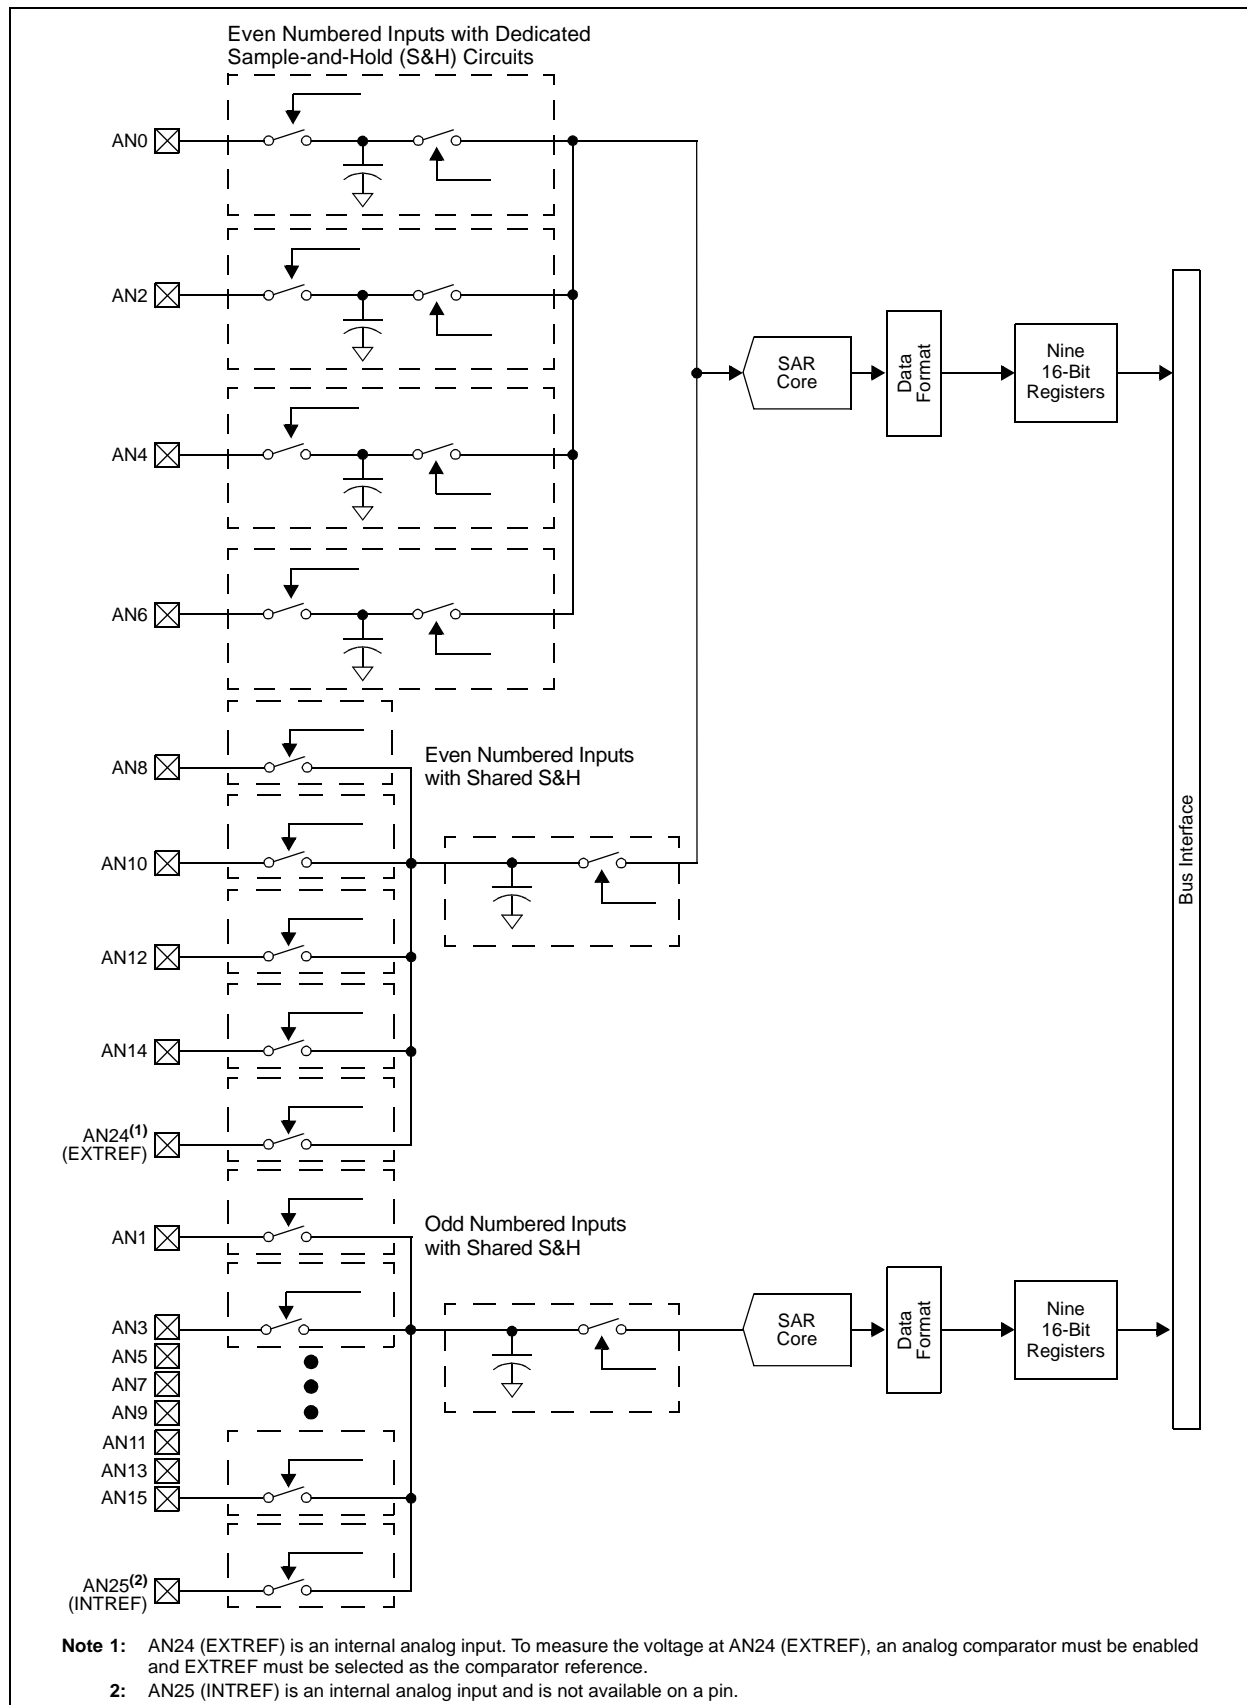 Even Numbered Inputs with Dedicated
Sample-and-Hold (S&H) Circuits
AN0
AN2
AN4
AN6
SAR
Core
Data
Format
Nine
16-Bit
Registers
Bus Interface
AN8
Even Numbered Inputs
with Shared S&H
AN10
AN12
AN14
AN24(1)
(EXTREF)
AN1
Odd Numbered Inputs
with Shared S&H
AN3
AN5
AN7
AN9
AN11
AN13
AN15
SAR
Core
Data
Format
Nine
16-Bit
Registers
AN25(2)
(INTREF)
Note 1: AN24 (EXTREF) is an internal analog input. To measure the voltage at AN24 (EXTREF), an analog comparator must be enabled
and EXTREF must be selected as the comparator reference.
2: AN25 (INTREF) is an internal analog input and is not available on a pin.